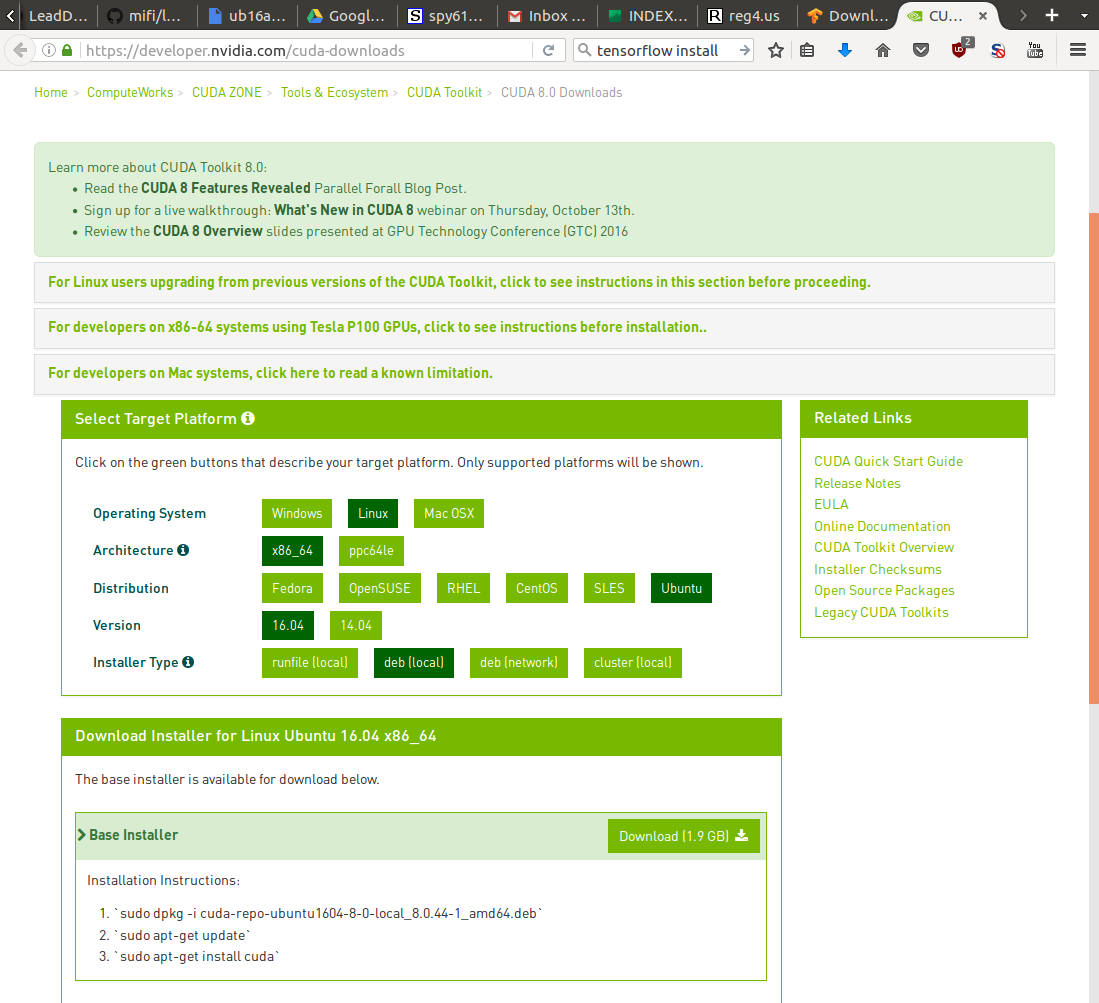 LeadD...
mifi/l...
ub16a...
Googl...
spy61...
Inbox ...
INDEX...
reg4.us
Downl...
CU...
https://developer.nvidia.com/cuda-downloads
tensorflow install
2
You
Home > ComputeWorks > CUDA ZONE > Tools & Ecosystem > CUDA Toolkit > CUDA 8.0 Downloads
Learn more about CUDA Toolkit 8.0:
• Read the CUDA 8 Features Revealed Parallel Forall Blog Post.
• Sign up for a live walkthrough: What's New in CUDA 8 webinar on Thursday, October 13th.
• Review the CUDA 8 Overview slides presented at GPU Technology Conference (GTC) 2016
For Linux users upgrading from previous versions of the CUDA Toolkit, click to see instructions in this section before proceeding.
For developers on x86-64 systems using Tesla P100 GPUs, click to see instructions before installation..
For developers on Mac systems, click here to read a known limitation.
Select Target Platform
Click on the green buttons that describe your target platform. Only supported platforms will be shown.
Operating System Windows Linux Mac OSX
Architecture x86_64 ppc64le
Distribution Fedora OpenSUSE RHEL CentOS SLES Ubuntu
Version 16.04 14.04
Installer Type runfile (local) deb (local) deb (network) cluster (local)
Related Links
CUDA Quick Start Guide
Release Notes
EULA
Online Documentation
CUDA Toolkit Overview
Installer Checksums
Open Source Packages
Legacy CUDA Toolkits
Download Installer for Linux Ubuntu 16.04 x86_64
The base installer is available for download below.
Base Installer
Download (1.9 GB)
Installation Instructions:
1. `sudo dpkg -i cuda-repo-ubuntu1604-8-0-local_8.0.44-1_amd64.deb`
2. `sudo apt-get update`
3. `sudo apt-get install cuda`